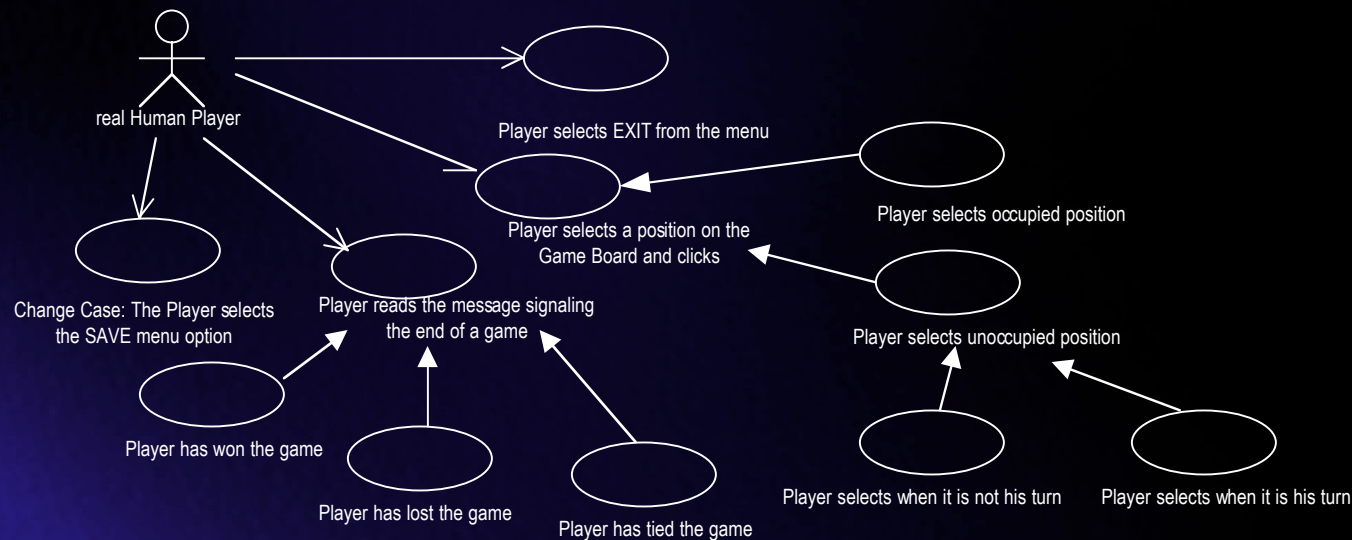 real Human Player
Player selects EXIT from the menu
Player selects occupied position
Player selects a position on the
Game Board and clicks
Change Case: The Player selects
the SAVE menu option
Player reads the message signaling
the end of a game
Player selects unoccupied position
Player has won the game
Player has lost the game
Player has tied the game
Player selects when it is not his turn
Player selects when it is his turn